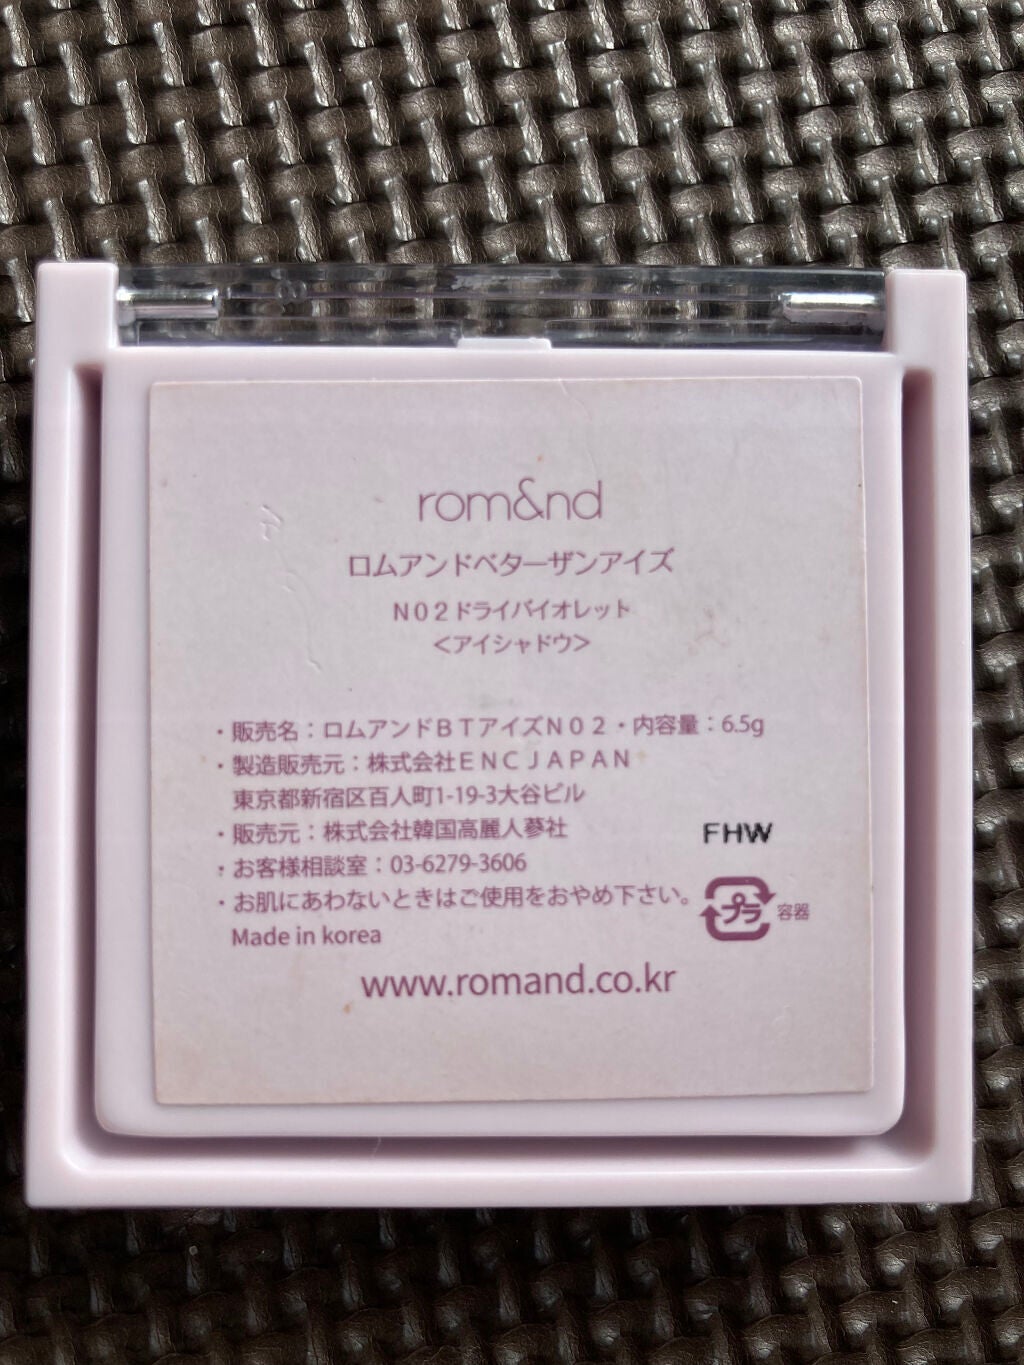 rom&nd
ロムアンドベターザンアイズ
N02ドライバイオレット
<アイシャドウ>
・販売名：ロムアンドBTアイズN02・内容量：6.5g
・製造販売元：株式会社ENCJAPAN
東京都新宿区百人町1-19-3大谷ビル
・販売元：株式会社韓国高麗人蔘社
・お客様相談室：03-6279-3606
・お肌にあわないときはご使用をおやめ下さい。
Made in korea
FHW
プラ 容器
www.romand.co.kr